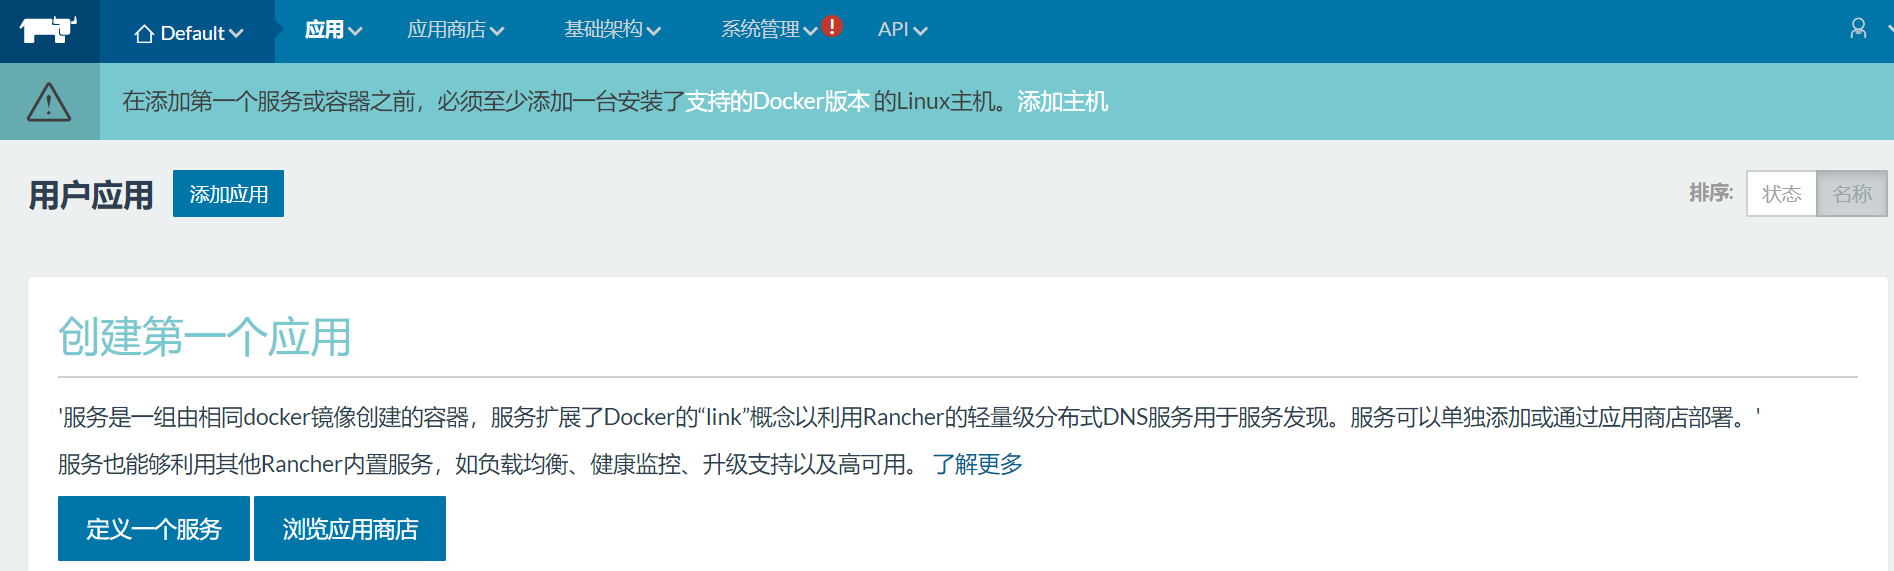 Default 应用 应用商店 基础架构 系统管理 ! API
在添加第一个服务或容器之前，必须至少添加一台安装了支持的Docker版本 的Linux主机。添加主机
用户应用 添加应用 排序: 状态 名称
创建第一个应用
'服务是一组由相同docker镜像创建的容器，服务扩展了Docker的“link”概念以利用Rancher的轻量级分布式DNS服务用于服务发现。服务可以单独添加或通过应用商店部署。'
服务也能够利用其他Rancher内置服务，如负载均衡、健康监控、升级支持以及高可用。 了解更多
定义一个服务 浏览应用商店